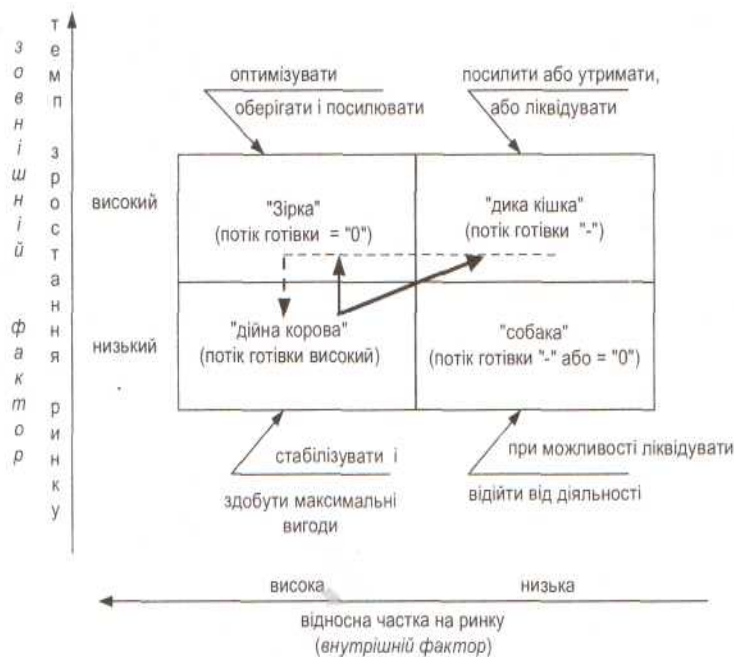 зовнішній фактор
темп зростання ринку
оптимізувати
оберігати і посилювати
посилити або утримати,
або ліквідувати
високий
"Зірка"
(потік готівки = "0")
"дика кішка"
(потік готівки "-")
низький
"дійна корова"
(потік готівки високий)
"собака"
(потік готівки "-" або = "0")
стабілізувати і
здобути максимальні
вигоди
при можливості ліквідувати
відійти від діяльності
висока
низька
відносна частка на ринку
(внутрішній фактор)